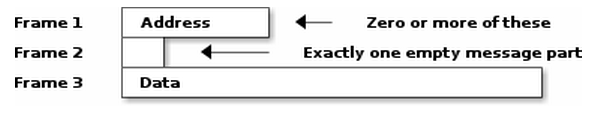 Frame 1 Address Zero or more of these
Frame 2 Exactly one empty message part
Frame 3 Data